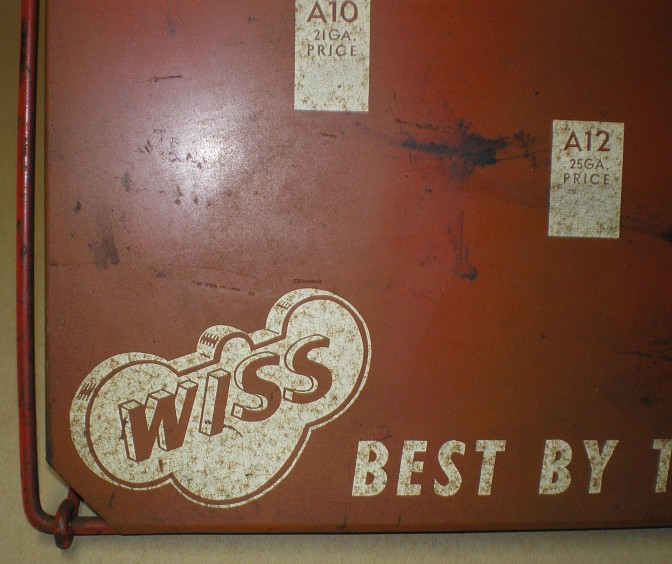 A10
21GA.
PRICE
A12
25GA.
PRICE
WISS
BEST BY T